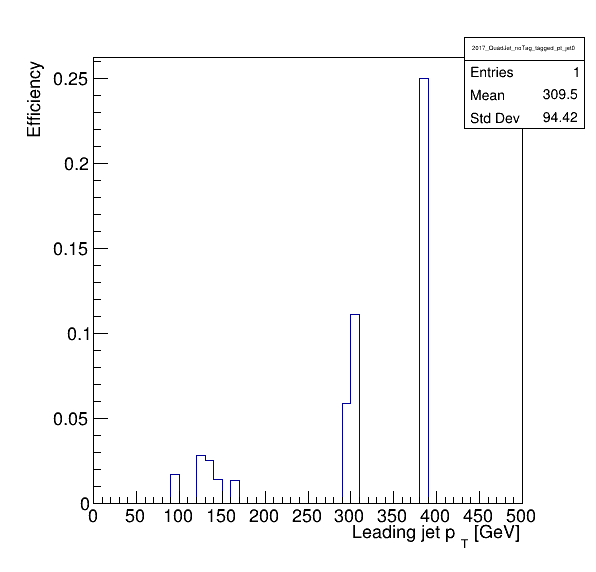 2017_QuadJet_noTag_tagged_pt_jet0
Entries 1
Mean 309.5
Std Dev 94.42
Efficiency
0.25
0.2
0.15
0.1
0.05
0
0 50 100 150 200 250 300 350 400 450 500
Leading jet p T [GeV]